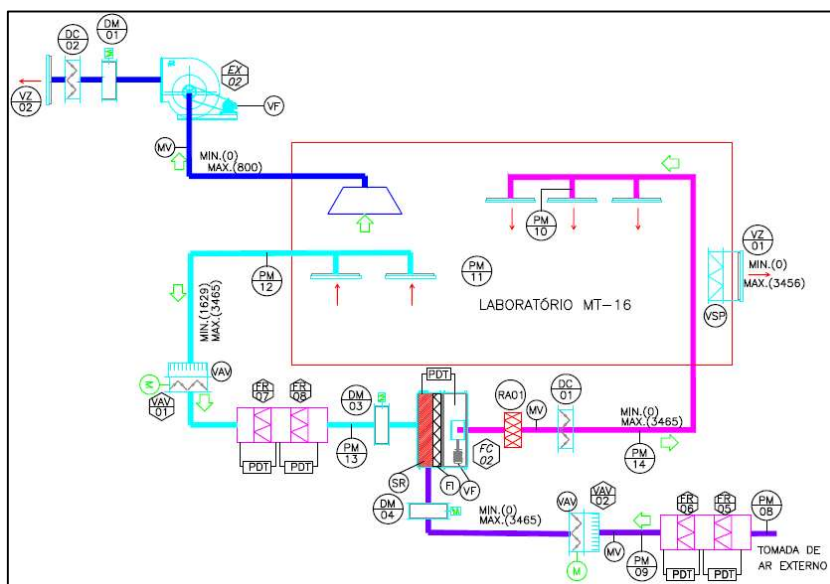 DC
02
DM
01
M
EX
02
VZ
02
VF
MV
MIN.(0)
MAX.(800)
PM
10
VZ
01
MIN.(0)
MAX.(3456)
VSP
PM
12
PM
11
LABORATÓRIO MT-16
MIN.(1629)
MAX.(3465)
M
VAV
VAV
01
FR
07
FR
08
DM
03
PDT
RA01
DC
01
MV
MIN.(0)
MAX.(3465)
PM
14
PDT
PDT
PM
13
FC
02
SR
FI
VF
DM
04
MIN.(0)
MAX.(3465)
VAV
VAV
02
FR
06
FR
05
PM
08
M
MV
PM
09
PDT
PDT
TOMADA DE
AR EXTERNO